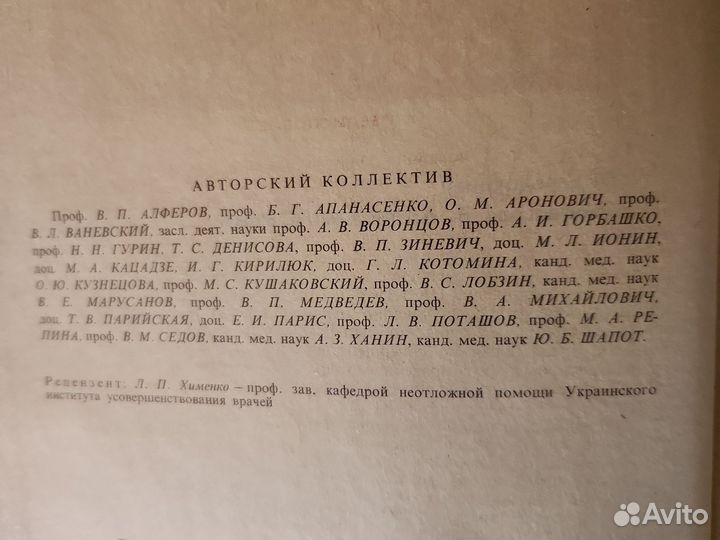 АВТОРСКИЙ КОЛЛЕКТИВ
Проф. В. П. АЛФЕРОВ, проф. Б. Г. АПАНАСЕНКО, О. М. АРОНОВИЧ, проф.
В. Л. ВАНЕВСКИЙ, засл. деят. науки проф. А. В. ВОРОНЦОВ, проф. А. И. ГОРБАШКО,
проф. Н. Н. ГУРИН, Т. С. ДЕНИСОВА, проф. В. П. ЗИНЕВИЧ, доц. М. Л. ИОНИН,
доц. М. А. КАЦАДЗЕ, И. Г. КИРИЛЮК, доц. Г. Л. КОТОМИНА, канд. мед. наук
О. Ю. КУЗНЕЦОВА, проф. М. С. КУШАКОВСКИЙ, проф. В. С. ЛОБЗИН, канд. мед. наук
В. Е. МАРУСАНОВ, проф. В. П. МЕДВЕДЕВ, проф. В. А. МИХАЙЛОВИЧ,
доц. Т. В. ПАРИЙСКАЯ, доц. Е. И. ПАРИС, проф. Л. В. ПОТАШОВ, проф. М. А. РЕ-
ПИНА, проф. В. М. СЕДОВ, канд. мед. наук А. З. ХАНИН, канд. мед. наук Ю. Б. ШАПОТ.
Рецензент: Л. П. Хименко — проф. зав. кафедрой неотложной помощи Украинского
института усовершенствования врачей
Avito